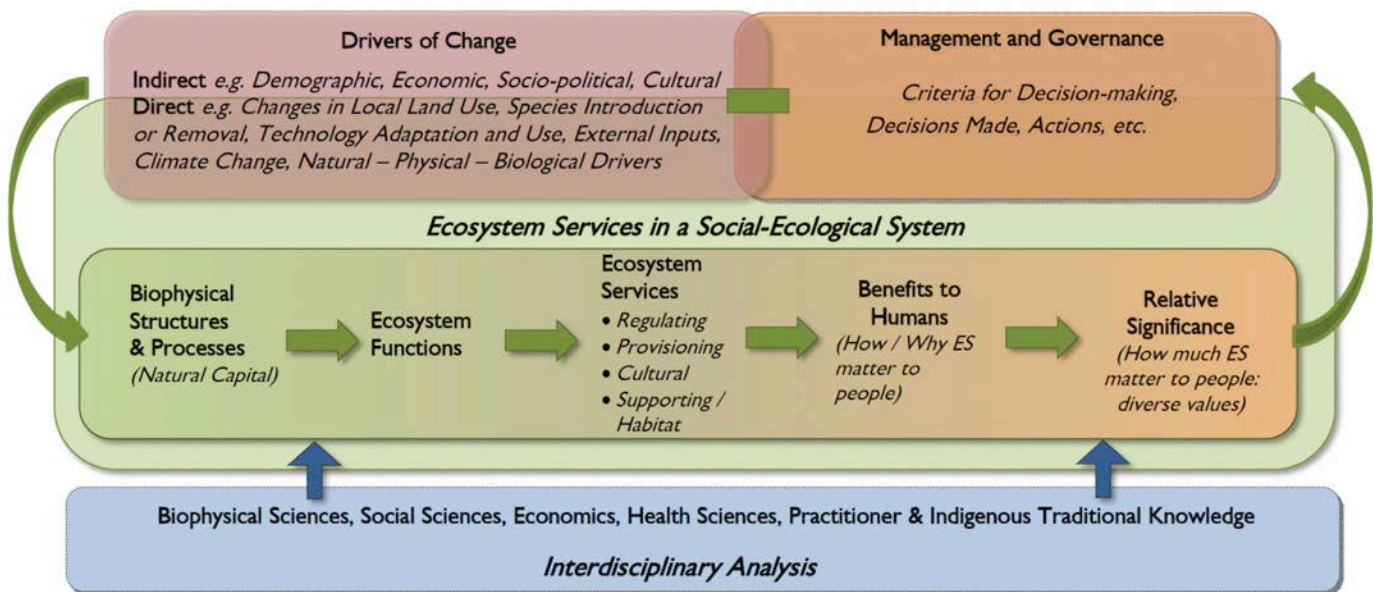 Drivers of Change
Indirect e.g. Demographic, Economic, Socio-political, Cultural
Direct e.g. Changes in Local Land Use, Species Introduction
or Removal, Technology Adaptation and Use, External Inputs,
Climate Change, Natural – Physical – Biological Drivers
Management and Governance
Criteria for Decision-making,
Decisions Made, Actions, etc.
Ecosystem Services in a Social-Ecological System
Biophysical
Structures
& Processes
(Natural Capital)
Ecosystem
Functions
Ecosystem
Services
• Regulating
• Provisioning
• Cultural
• Supporting /
Habitat
Benefits to
Humans
(How / Why ES
matter to
people)
Relative
Significance
(How much ES
matter to people:
diverse values)
Biophysical Sciences, Social Sciences, Economics, Health Sciences, Practitioner & Indigenous Traditional Knowledge
Interdisciplinary Analysis